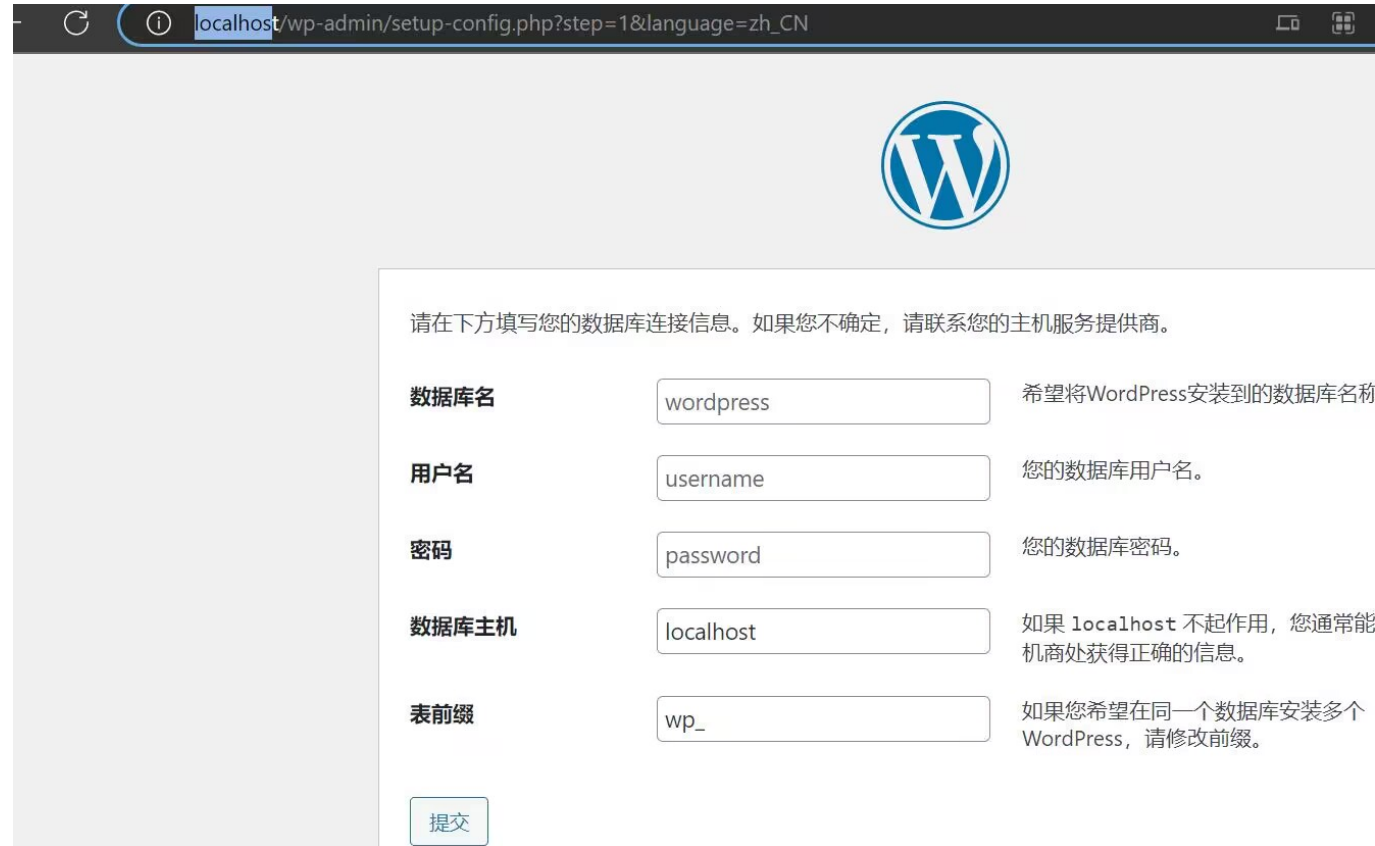 localhost/wp-admin/setup-config.php?step=1&language=zh_CN
请在下方填写您的数据库连接信息。如果您不确定，请联系您的主机服务提供商。
数据库名
wordpress
希望将WordPress安装到的数据库名称
用户名
username
您的数据库用户名。
密码
password
您的数据库密码。
数据库主机
localhost
如果 localhost 不起作用，您通常能
机商处获得正确的信息。
表前缀
wp_
如果您希望在同一个数据库安装多个
WordPress，请修改前缀。
提交